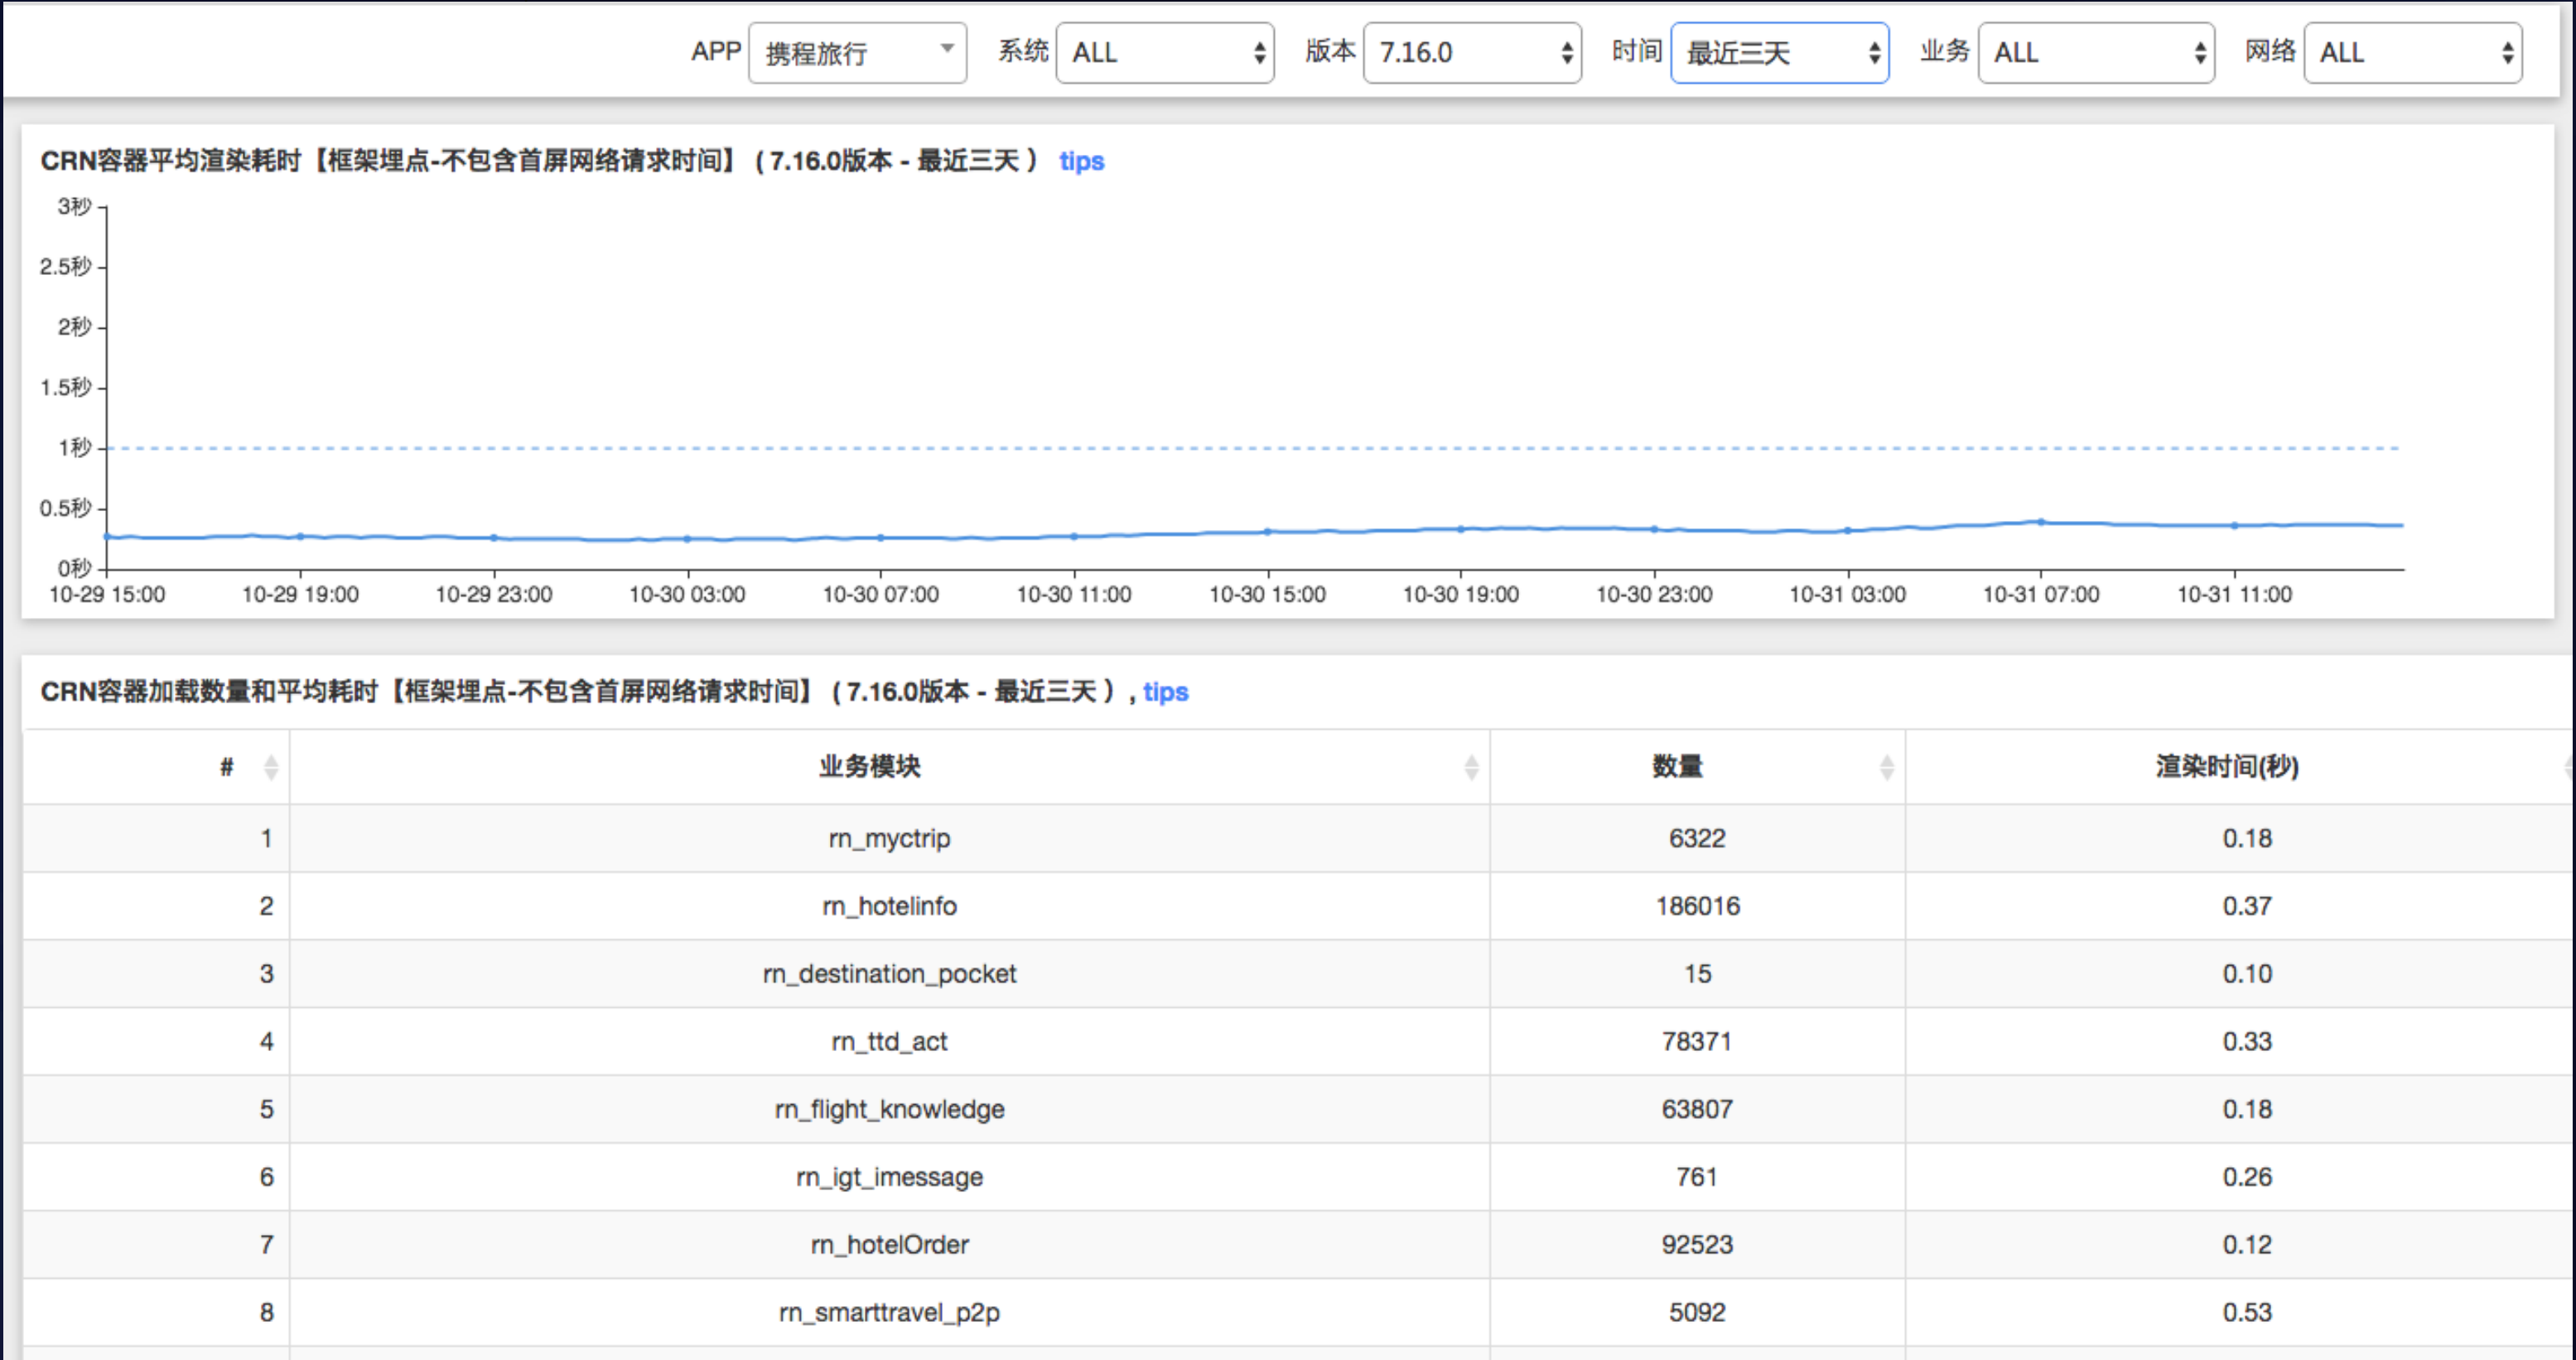 APP 携程旅行 系统 ALL 版本 7.16.0 时间 最近三天 业务 ALL 网络 ALL
CRN容器平均渲染耗时【框架埋点-不包含首屏网络请求时间】 ( 7.16.0版本 - 最近三天 ) tips
3秒
2.5秒
2秒
1.5秒
1秒
0.5秒
0秒
10-29 15:00 10-29 19:00 10-29 23:00 10-30 03:00 10-30 07:00 10-30 11:00 10-30 15:00 10-30 19:00 10-30 23:00 10-31 03:00 10-31 07:00 10-31 11:00
CRN容器加载数量和平均耗时【框架埋点-不包含首屏网络请求时间】 ( 7.16.0版本 - 最近三天 ) , tips
# 业务模块 数量 渲染时间(秒)
1 rn_myctrip 6322 0.18
2 rn_hotelinfo 186016 0.37
3 rn_destination_pocket 15 0.10
4 rn_ttd_act 78371 0.33
5 rn_flight_knowledge 63807 0.18
6 rn_igt_imessage 761 0.26
7 rn_hotelOrder 92523 0.12
8 rn_smarttravel_p2p 5092 0.53